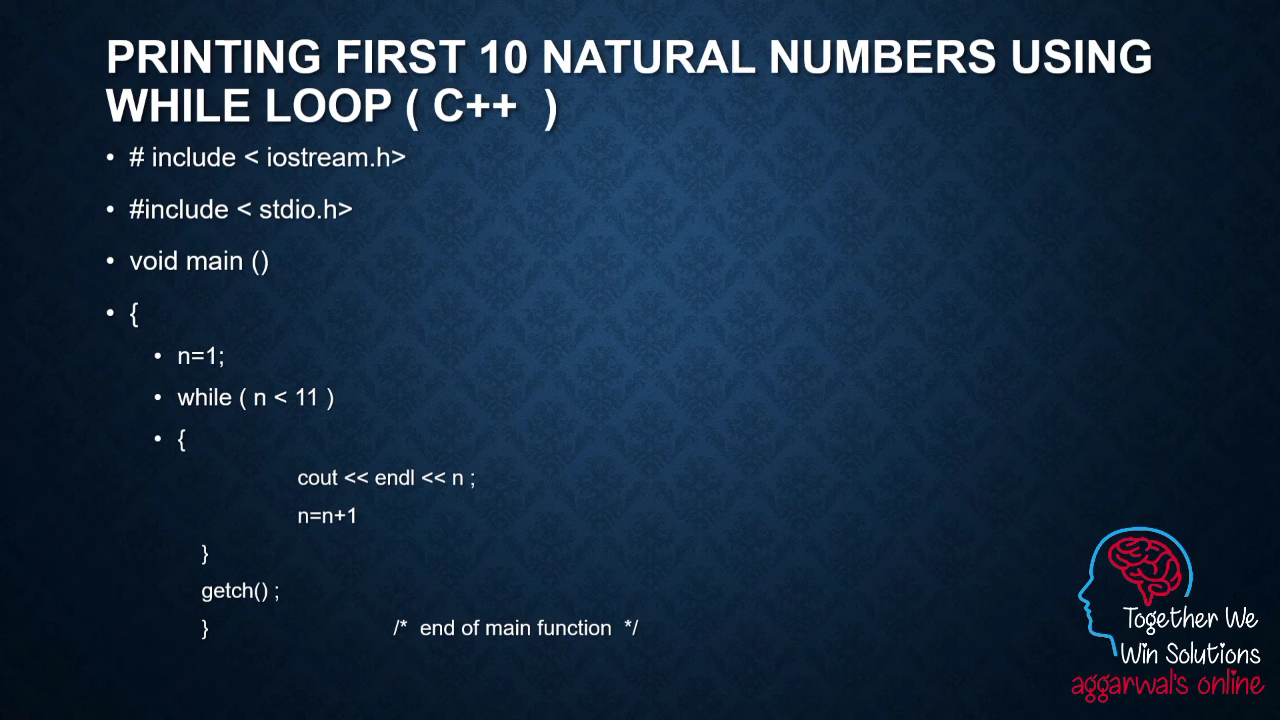 PRINTING FIRST 10 NATURAL NUMBERS USING
WHILE LOOP ( C++ )
• # include < iostream.h>
• #include < stdio.h>
• void main ()
• {
• n=1;
• while ( n < 11 )
• {
cout << endl << n ;
n=n+1
}
getch() ;
} /* end of main function */
Together We
Win Solutions
aggarwal's online